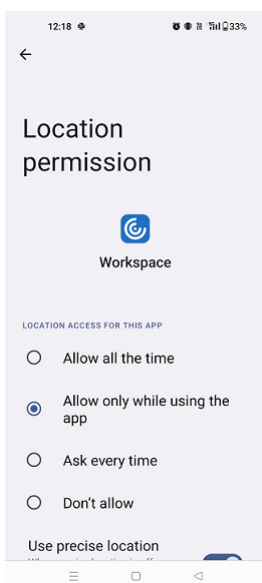 12:18 33%
Location
permission
Workspace
LOCATION ACCESS FOR THIS APP
Allow all the time
Allow only while using the
app
Ask every time
Don't allow
Use precise location